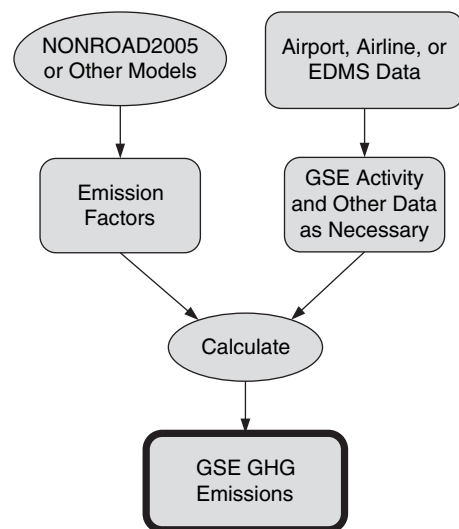 NONROAD2005
or Other Models
Airport, Airline, or
EDMS Data
Emission
Factors
GSE Activity
and Other Data
as Necessary
Calculate
GSE GHG
Emissions